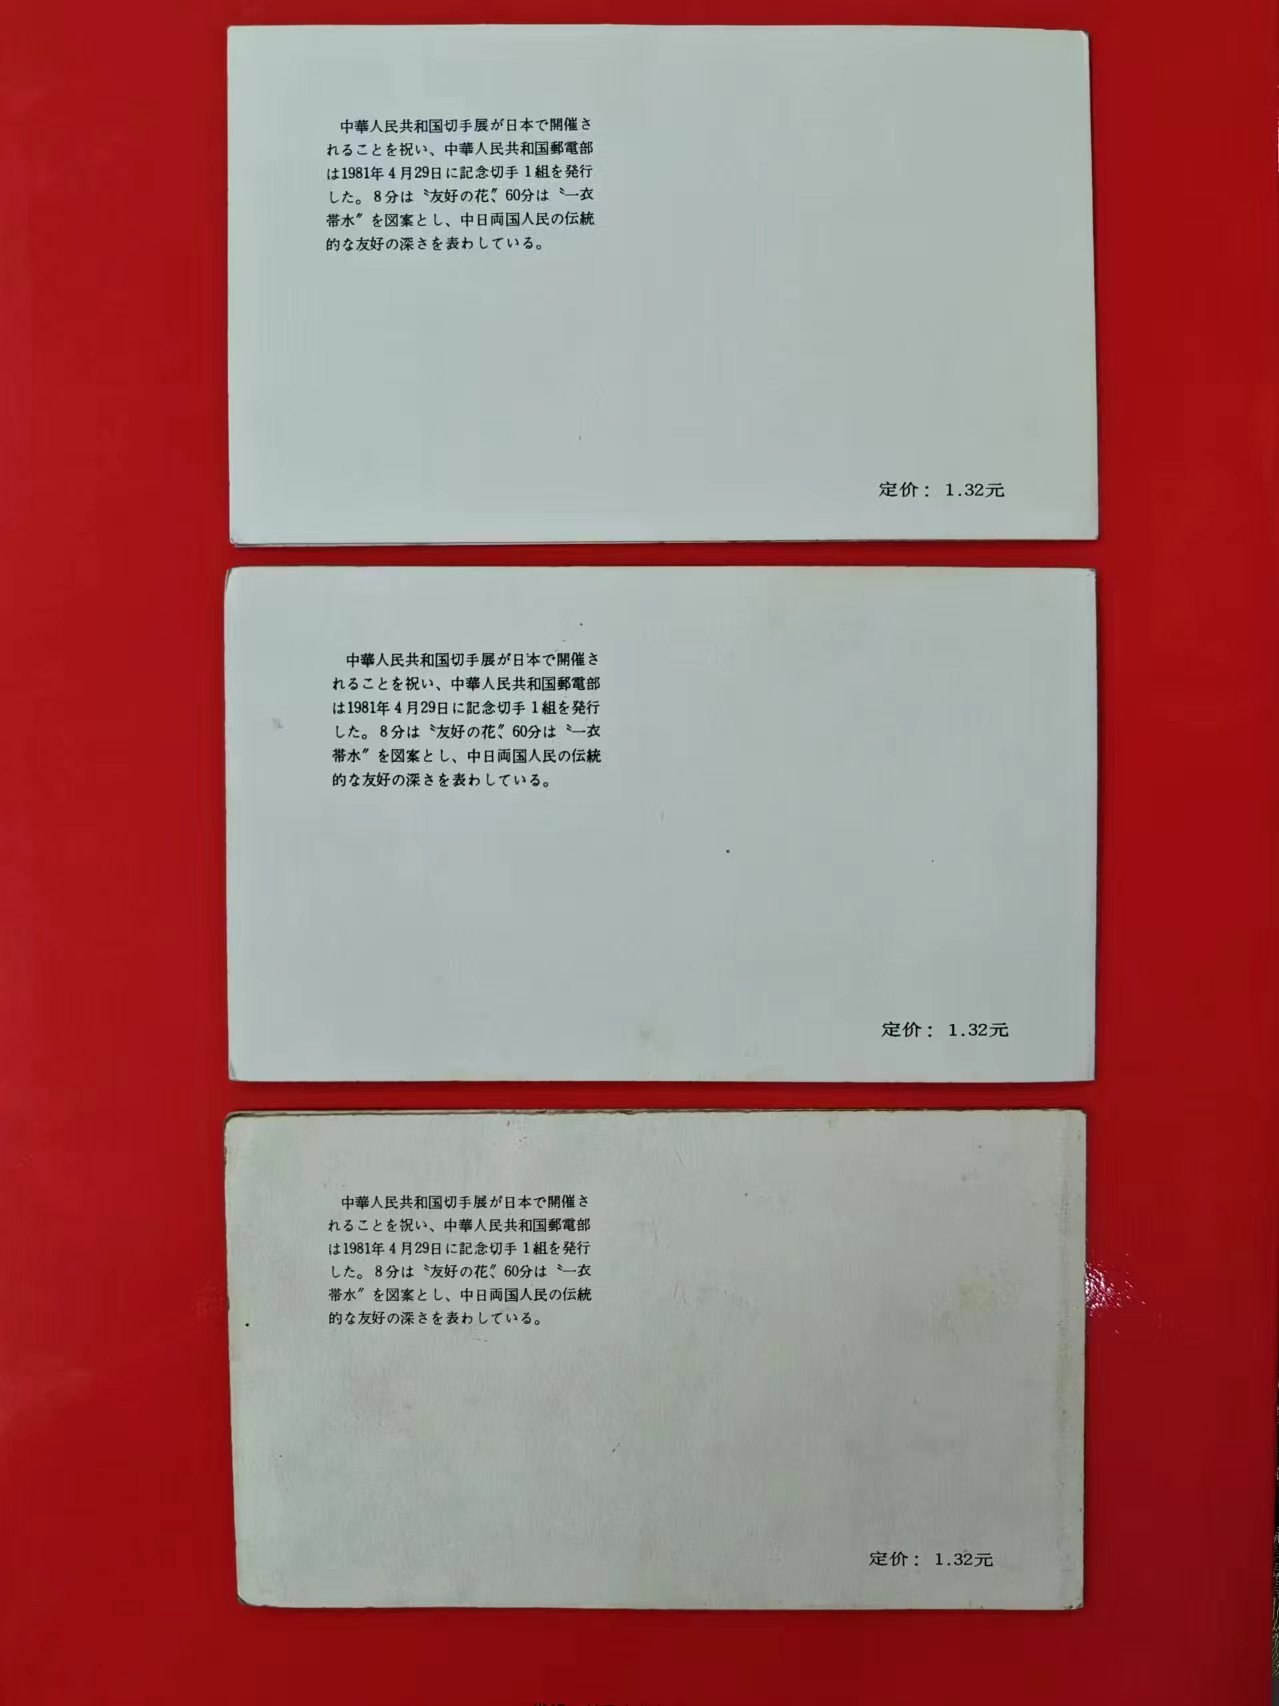 中華人民共和国切手展が日本で開催さ
れることを祝い、中華人民共和国郵電部
は1981年4月29日に記念切手1組を発行
した。8分は〝友好の花〞、60分は〝一衣
帯水〞を図案とし、中日両国人民の伝統
的な友好の深さを表わしている。
定价：1.32元
中華人民共和国切手展が日本で開催さ
れることを祝い、中華人民共和国郵電部
は1981年4月29日に記念切手1組を発行
した。8分は〝友好の花〞、60分は〝一衣
帯水〞を図案とし、中日両国人民の伝統
的な友好の深さを表わしている。
定价：1.32元
中華人民共和国切手展が日本で開催さ
れることを祝い、中華人民共和国郵電部
は1981年4月29日に記念切手1組を発行
した。8分は〝友好の花〞、60分は〝一衣
帯水〞を図案とし、中日両国人民の伝統
的な友好の深さを表わしている。
定价：1.32元